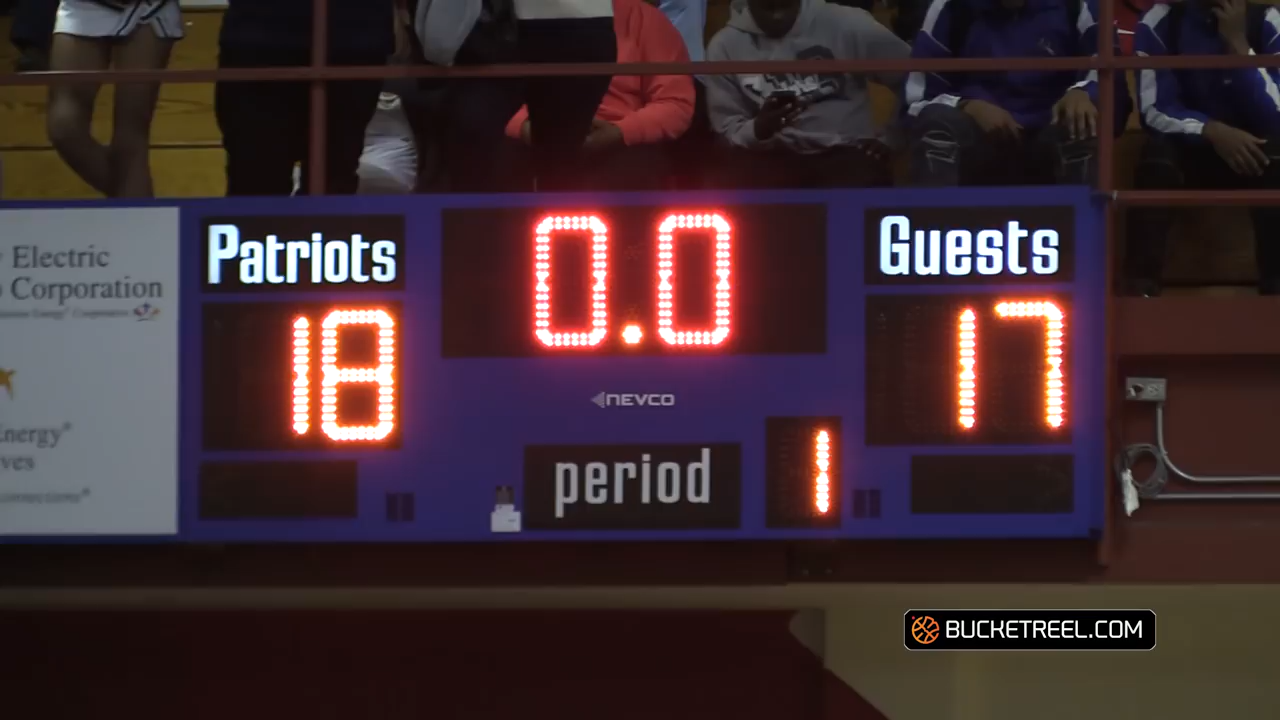 Electric
Corporation
Patriots
0.0
Guests
18
17
NEVCO
period
1
Energy®
BUCKETREEL.COM